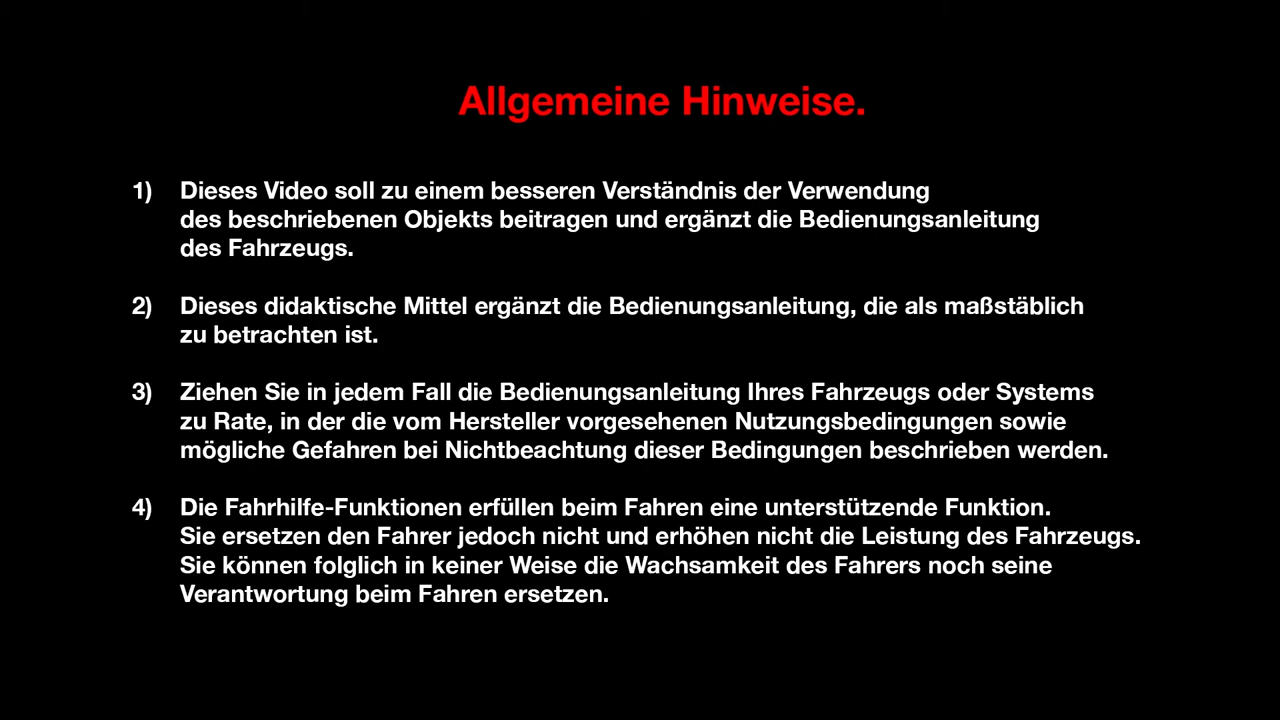 Allgemeine Hinweise.
1) Dieses Video soll zu einem besseren Verständnis der Verwendung
des beschriebenen Objekts beitragen und ergänzt die Bedienungsanleitung
des Fahrzeugs.
2) Dieses didaktische Mittel ergänzt die Bedienungsanleitung, die als maßstäblich
zu betrachten ist.
3) Ziehen Sie in jedem Fall die Bedienungsanleitung Ihres Fahrzeugs oder Systems
zu Rate, in der die vom Hersteller vorgesehenen Nutzungsbedingungen sowie
mögliche Gefahren bei Nichtbeachtung dieser Bedingungen beschrieben werden.
4) Die Fahrhilfe-Funktionen erfüllen beim Fahren eine unterstützende Funktion.
Sie ersetzen den Fahrer jedoch nicht und erhöhen nicht die Leistung des Fahrzeugs.
Sie können folglich in keiner Weise die Wachsamkeit des Fahrers noch seine
Verantwortung beim Fahren ersetzen.